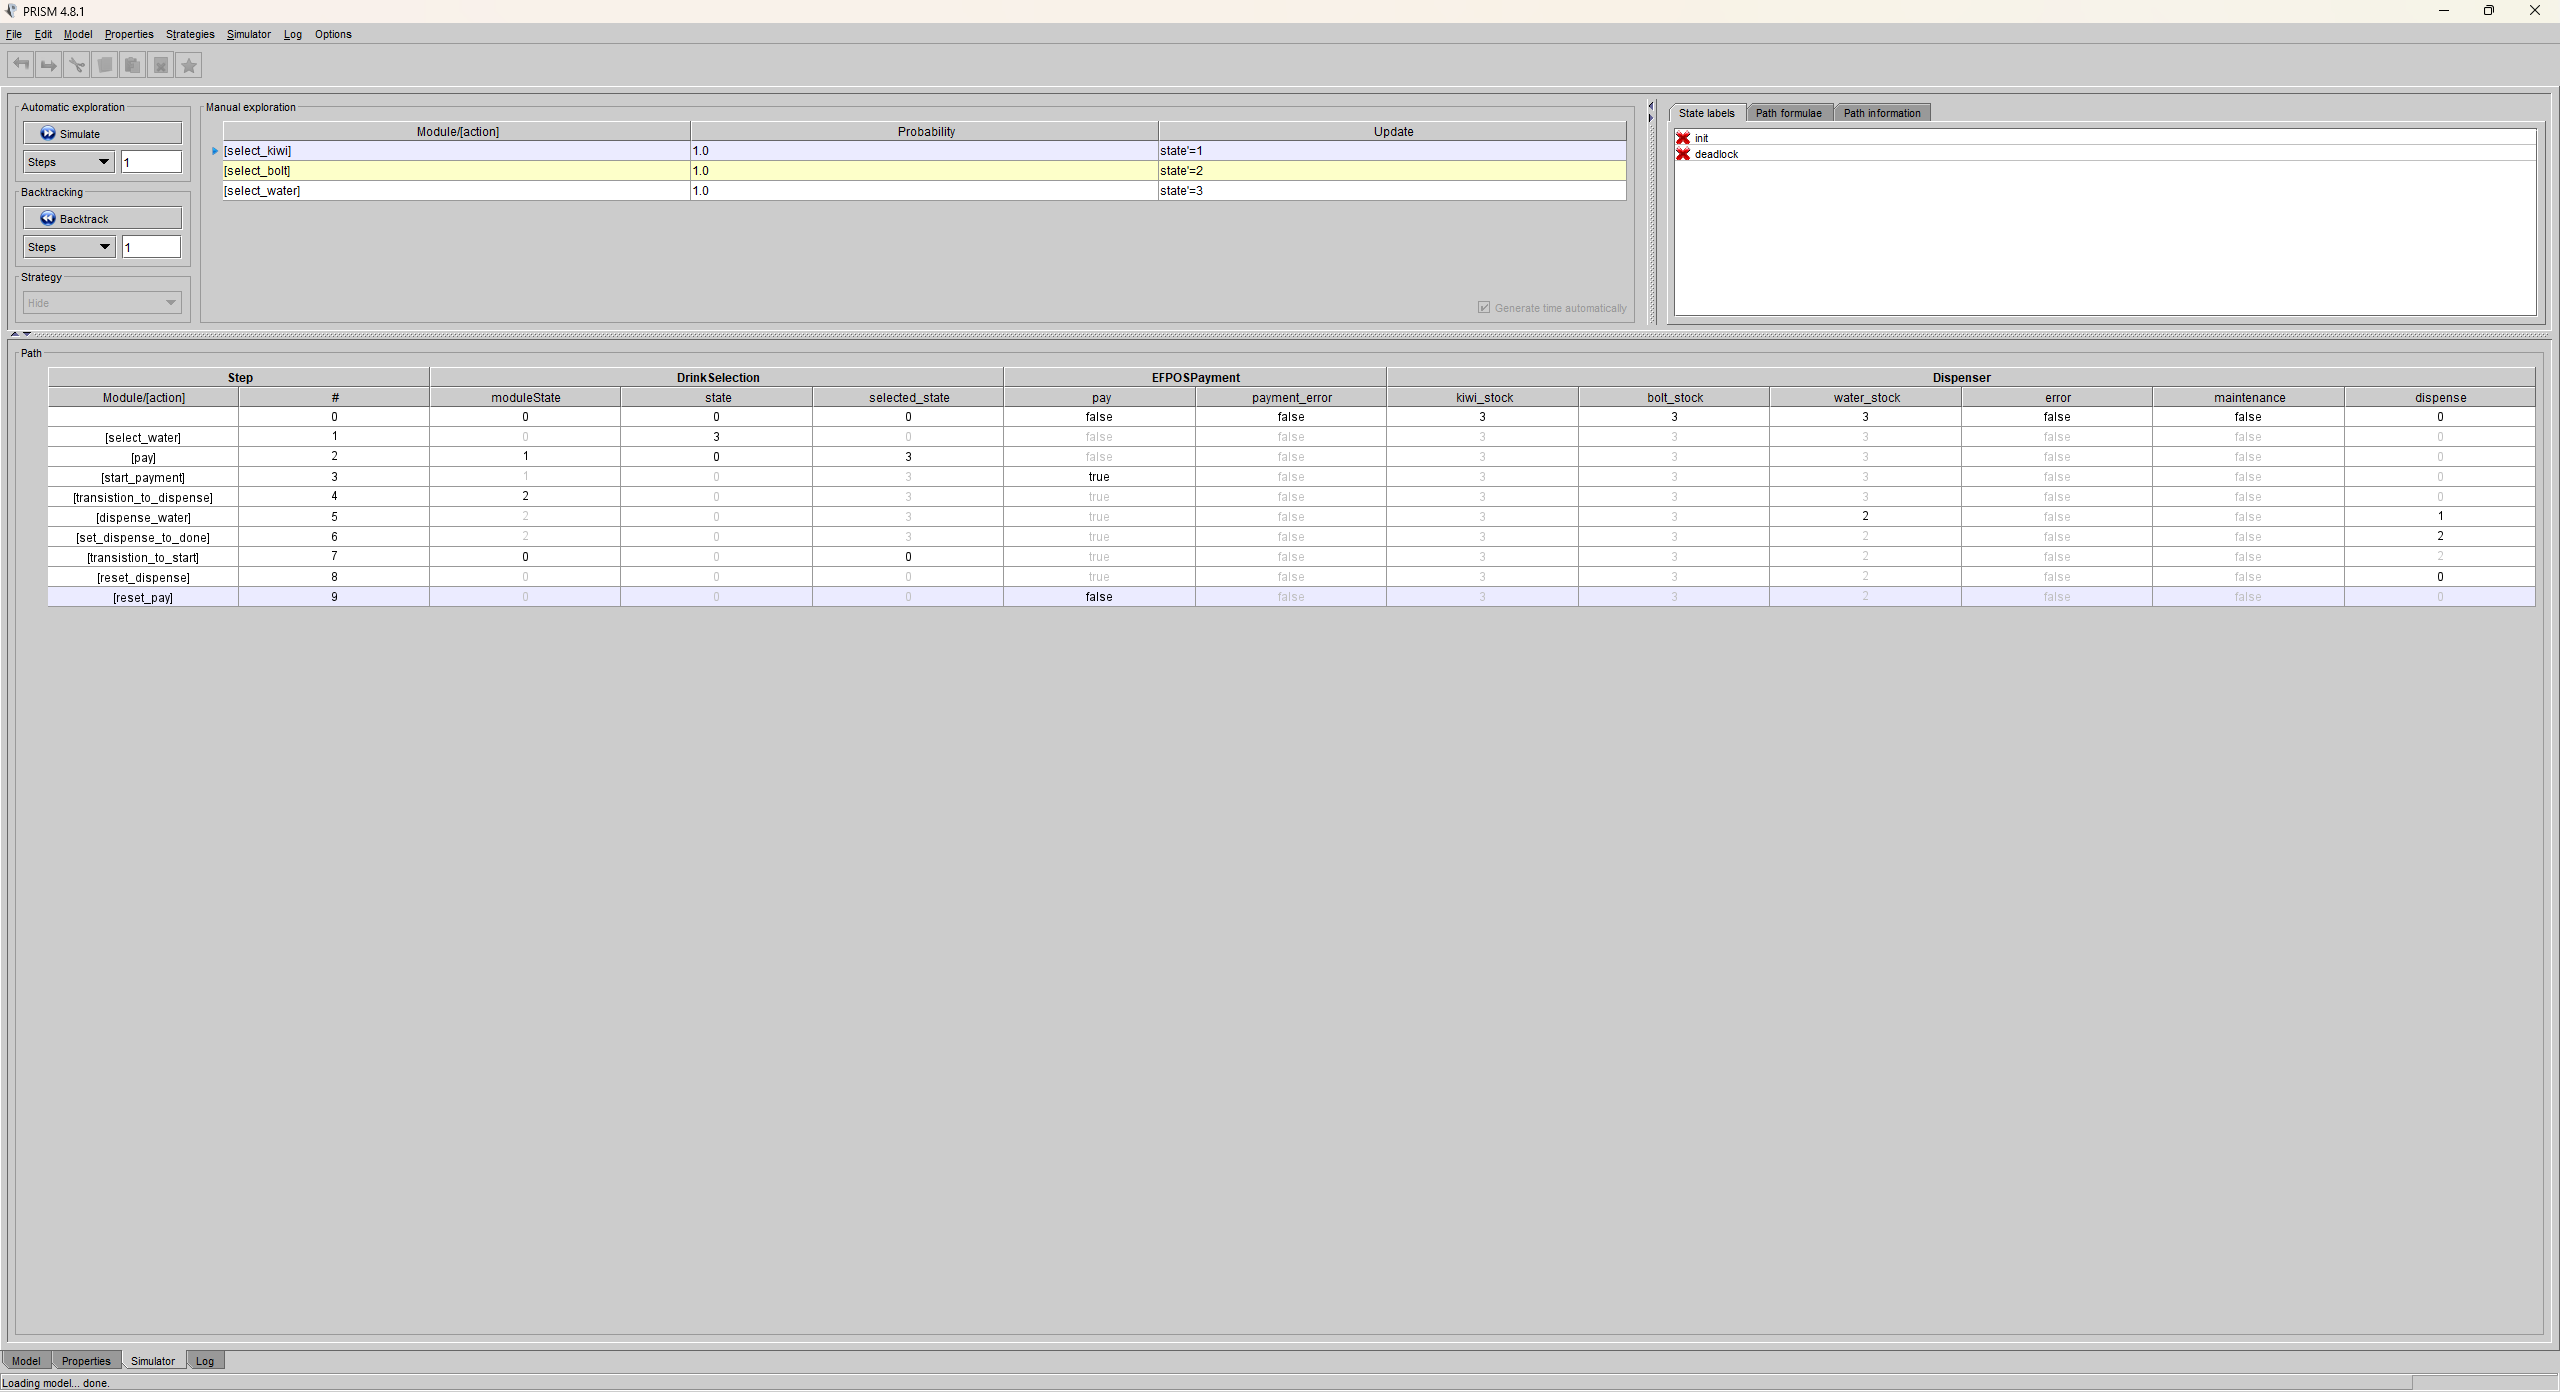 PRISM 4.8.1
File Edit Model Properties Strategies Simulator Log Options
Automatic exploration
Simulate
Steps 1
Backtracking
Backtrack
Steps 1
Strategy
Hide
Manual exploration
Module/[action] Probability Update
[select_kiwi] 1.0 state'=1
[select_bolt] 1.0 state'=2
[select_water] 1.0 state'=3
Generate time automatically
State labels Path formulae Path information
init
deadlock
Path
Step DrinkSelection EFPOSPayment Dispenser
Module/[action] # moduleState state selected_state pay payment_error kiwi_stock bolt_stock water_stock error maintenance dispense
0 0 0 0 false false 3 3 3 false false 0
[select_water] 1 0 3 0 false false 3 3 3 false false 0
[pay] 2 1 0 3 false false 3 3 3 false false 0
[start_payment] 3 1 0 3 true false 3 3 3 false false 0
[transistion_to_dispense] 4 2 0 3 true false 3 3 3 false false 0
[dispense_water] 5 2 0 3 true false 3 3 2 false false 1
[set_dispense_to_done] 6 2 0 3 true false 3 3 2 false false 2
[transistion_to_start] 7 0 0 0 true false 3 3 2 false false 2
[reset_dispense] 8 0 0 0 true false 3 3 2 false false 0
[reset_pay] 9 0 0 0 false false 3 3 2 false false 0
Model Properties Simulator Log
Loading model... done.